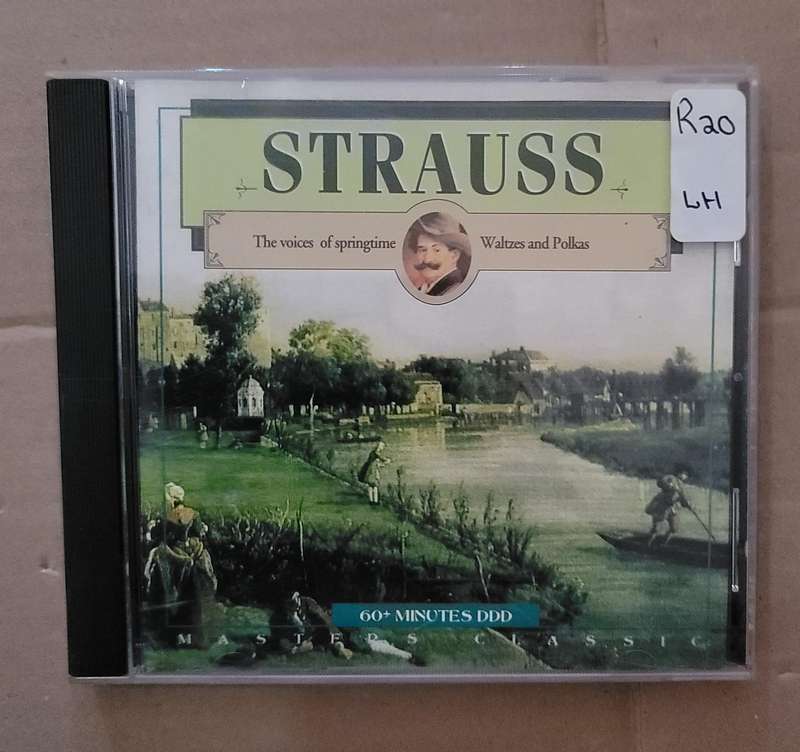 STRAUSS
R20
LH
The voices of springtime Waltzes and Polkas
60+ MINUTES DDD
MASTERS CLASSIC